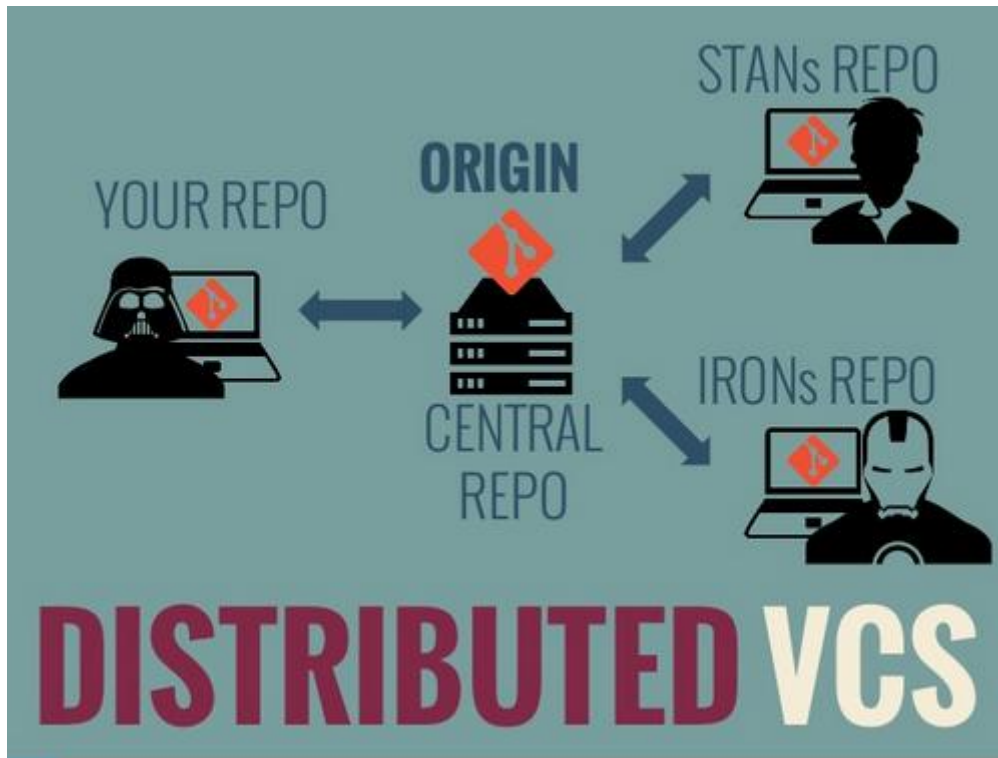 STANs REPO
ORIGIN
YOUR REPO
IRONs REPO
CENTRAL
REPO
DISTRIBUTED VCS